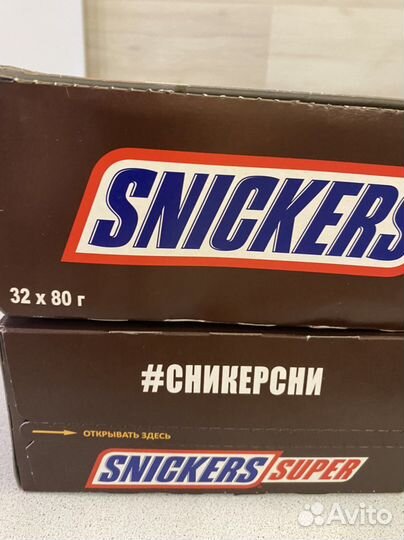 SNICKERS
32 x 80 г
#СНИКЕРСНИ
ОТКРЫВАТЬ ЗДЕСЬ
SNICKERS SUPER
Avito